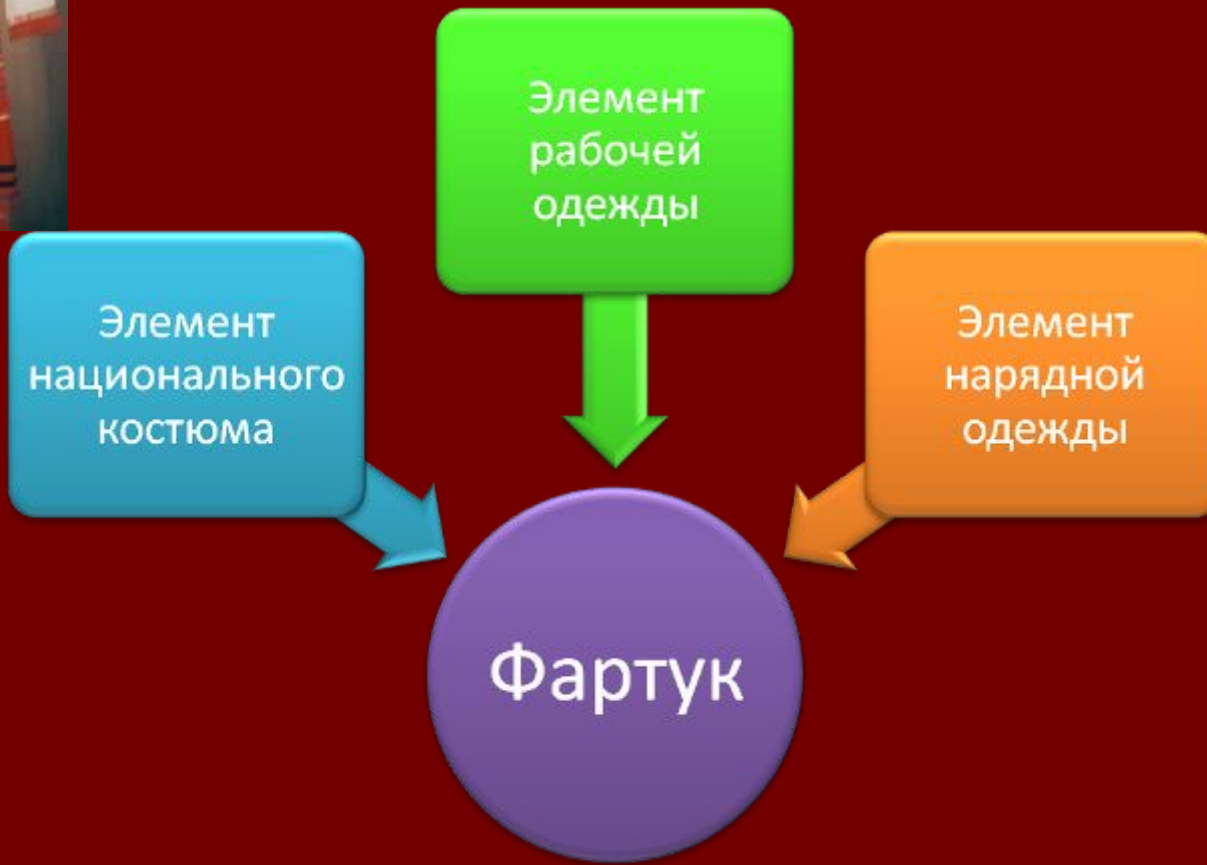 Элемент
рабочей
одежды
Элемент
национального
костюма
Элемент
нарядной
одежды
Фартук